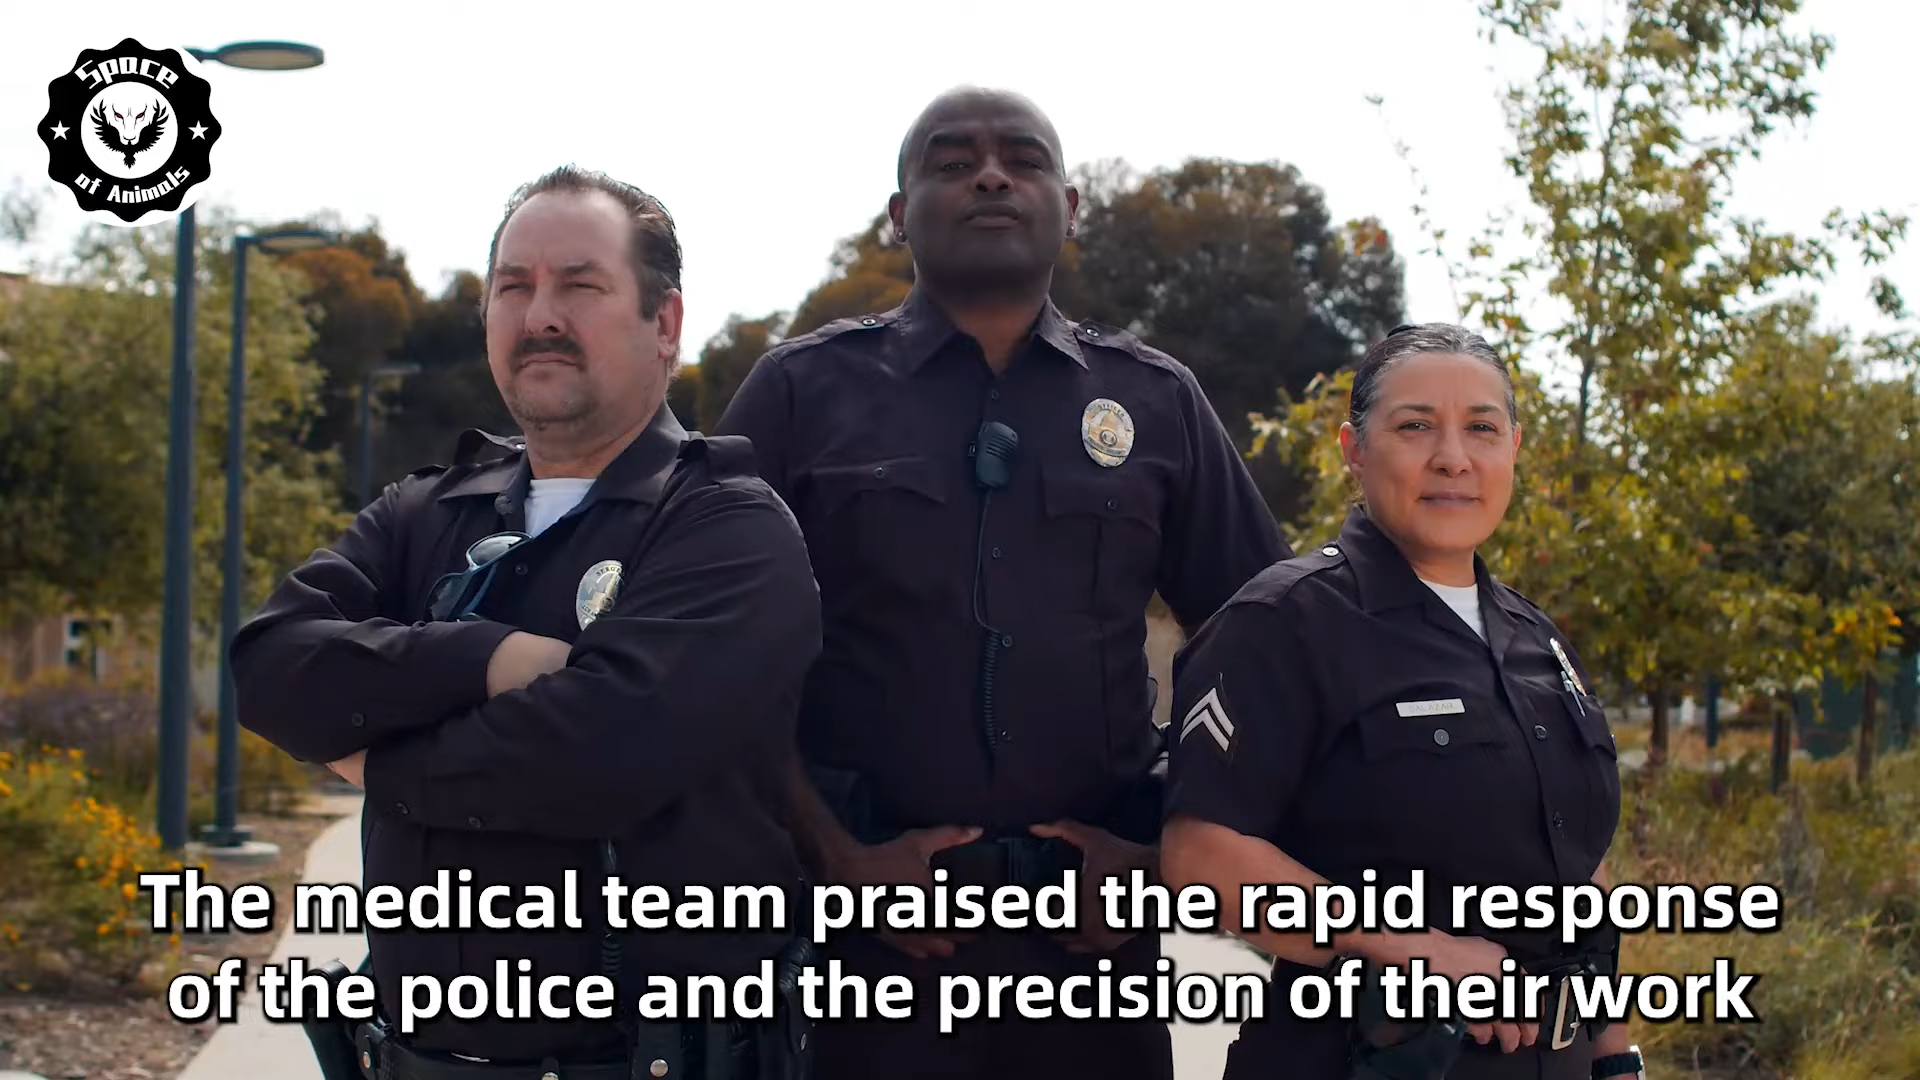 Space
of Animals
SALAZAR
The medical team praised the rapid response
of the police and the precision of their work